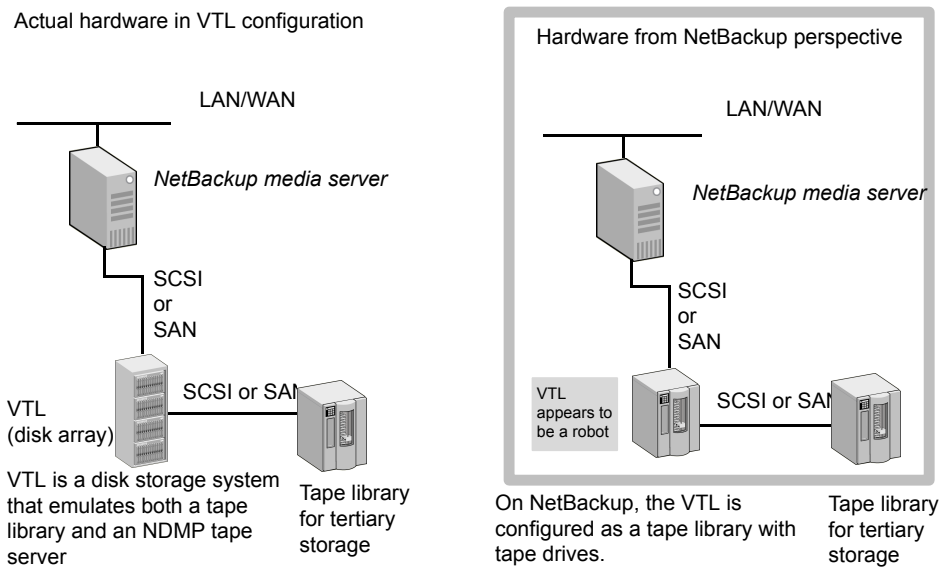 Actual hardware in VTL configuration
LAN/WAN
NetBackup media server
SCSI
or
SAN
SCSI or SAN
VTL
(disk array)
VTL is a disk storage system
that emulates both a tape
library and an NDMP tape
server
Tape library
for tertiary
storage
Hardware from NetBackup perspective
LAN/WAN
NetBackup media server
SCSI
or
SAN
VTL
appears to
be a robot
SCSI or SAN
On NetBackup, the VTL is
configured as a tape library with
tape drives.
Tape library
for tertiary
storage